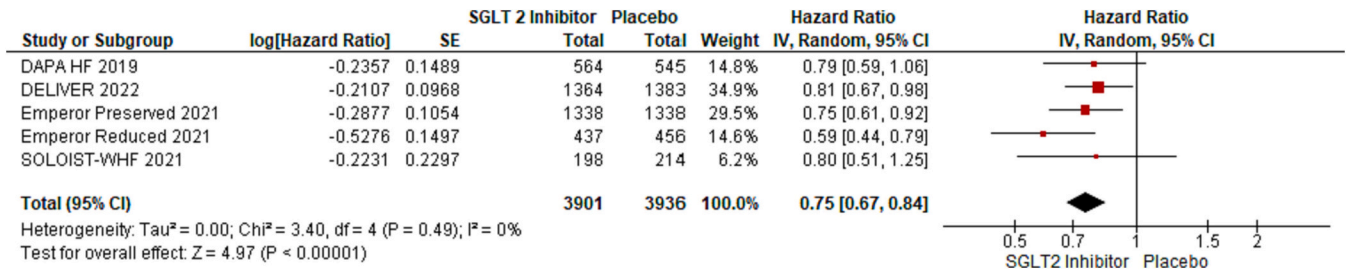 SGLT 2 Inhibitor Placebo Hazard Ratio Hazard Ratio
Study or Subgroup log[Hazard Ratio] SE Total Total Weight IV, Random, 95% CI IV, Random, 95% CI
DAPA HF 2019 -0.2357 0.1489 564 545 14.8% 0.79 [0.59, 1.06]
DELIVER 2022 -0.2107 0.0968 1364 1383 34.9% 0.81 [0.67, 0.98]
Emperor Preserved 2021 -0.2877 0.1054 1338 1338 29.5% 0.75 [0.61, 0.92]
Emperor Reduced 2021 -0.5276 0.1497 437 456 14.6% 0.59 [0.44, 0.79]
SOLOIST-WHF 2021 -0.2231 0.2297 198 214 6.2% 0.80 [0.51, 1.25]
Total (95% CI) 3901 3936 100.0% 0.75 [0.67, 0.84]
Heterogeneity: Tau² = 0.00; Chi² = 3.40, df = 4 (P = 0.49); I² = 0%
Test for overall effect: Z = 4.97 (P < 0.00001)
0.5 0.7 1 1.5 2
SGLT2 Inhibitor Placebo